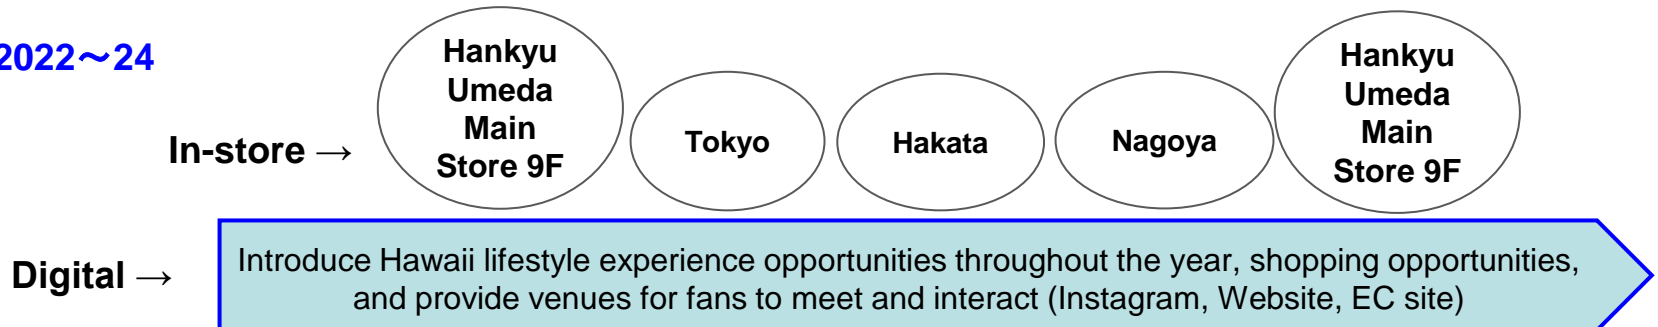 2022～24
In-store →
Hankyu
Umeda
Main
Store 9F
Tokyo
Hakata
Nagoya
Hankyu
Umeda
Main
Store 9F
Digital →
Introduce Hawaii lifestyle experience opportunities throughout the year, shopping opportunities,
and provide venues for fans to meet and interact (Instagram, Website, EC site)